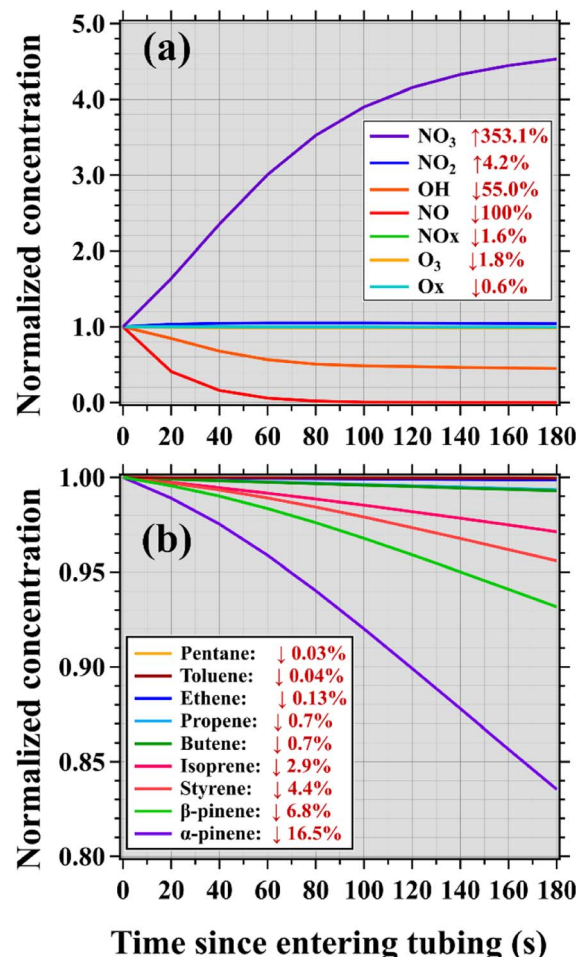 (a)
Normalized concentration
5.0
4.0
3.0
2.0
1.0
0.0
NO₃ ↑353.1%
NO₂ ↑4.2%
OH ↓55.0%
NO ↓100%
NOx ↓1.6%
O₃ ↓1.8%
Ox ↓0.6%
0 20 40 60 80 100 120 140 160 180
(b)
Normalized concentration
1.00
0.95
0.90
0.85
0.80
Pentane: ↓ 0.03%
Toluene: ↓ 0.04%
Ethene: ↓ 0.13%
Propene: ↓ 0.7%
Butene: ↓ 0.7%
Isoprene: ↓ 2.9%
Styrene: ↓ 4.4%
β-pinene: ↓ 6.8%
α-pinene: ↓ 16.5%
0 20 40 60 80 100 120 140 160 180
Time since entering tubing (s)